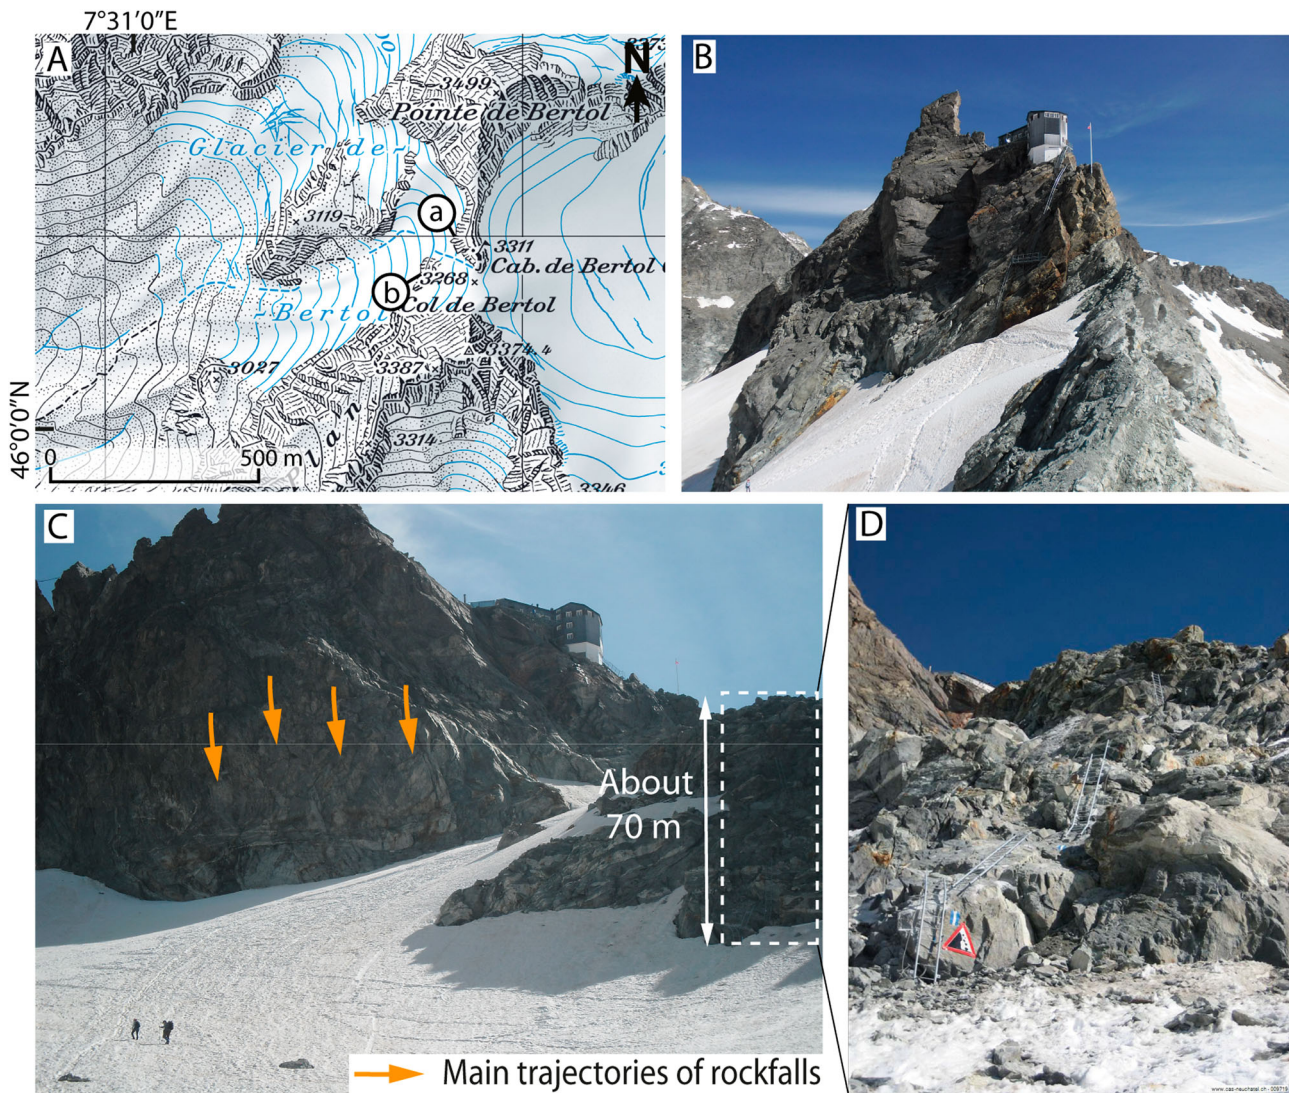 7°31′0″E
A
N
3499
Pointe de Bertol
Glacier de-
a
3119
3311
Cab. de Bertol
3268
b
Col de Bertol
-Bertol
3374.4
3387
3027
46°0′0″N
3314
0
500 m
3346
B
C
About
70 m
Main trajectories of rockfalls
D